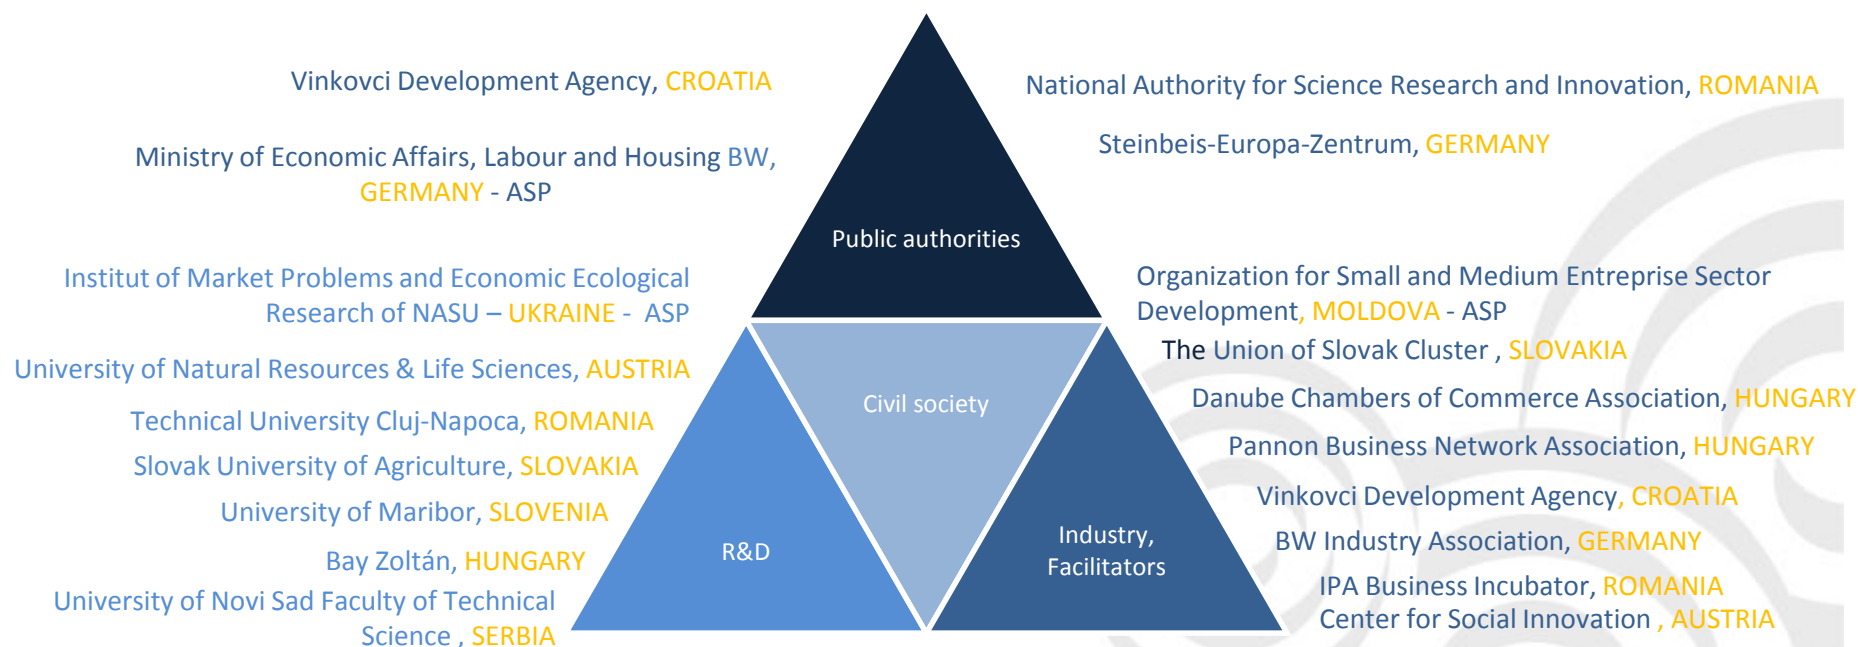 Vinkovci Development Agency, CROATIA
Ministry of Economic Affairs, Labour and Housing BW,
GERMANY - ASP
National Authority for Science Research and Innovation, ROMANIA
Steinbeis-Europa-Zentrum, GERMANY
Public authorities
Institut of Market Problems and Economic Ecological
Research of NASU – UKRAINE - ASP
University of Natural Resources & Life Sciences, AUSTRIA
Technical University Cluj-Napoca, ROMANIA
Slovak University of Agriculture, SLOVAKIA
University of Maribor, SLOVENIA
Bay Zoltán, HUNGARY
University of Novi Sad Faculty of Technical
Science , SERBIA
R&D
Civil society
Industry,
Facilitators
Organization for Small and Medium Entreprise Sector
Development, MOLDOVA - ASP
The Union of Slovak Cluster , SLOVAKIA
Danube Chambers of Commerce Association, HUNGARY
Pannon Business Network Association, HUNGARY
Vinkovci Development Agency, CROATIA
BW Industry Association, GERMANY
IPA Business Incubator, ROMANIA
Center for Social Innovation , AUSTRIA